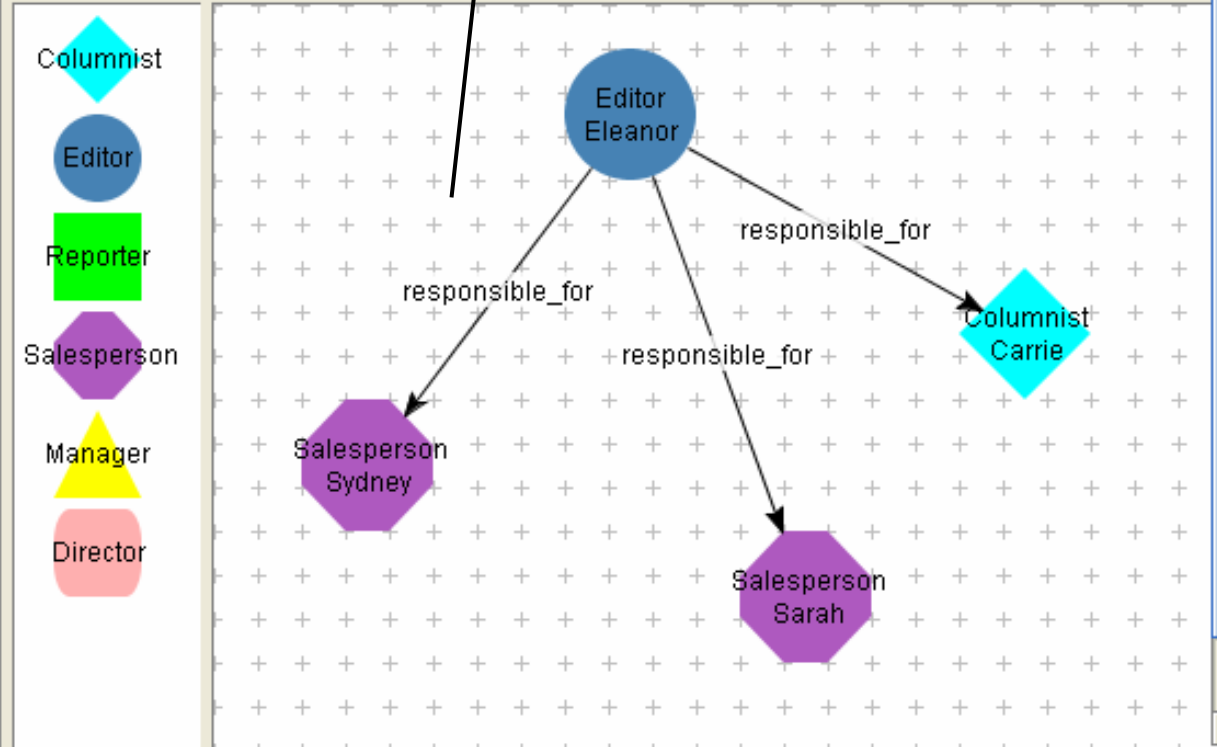 Columnist
Editor
Reporter
Salesperson
Manager
Director
Editor
Eleanor
responsible_for
responsible_for
responsible_for
Columnist
Carrie
Salesperson
Sydney
Salesperson
Sarah